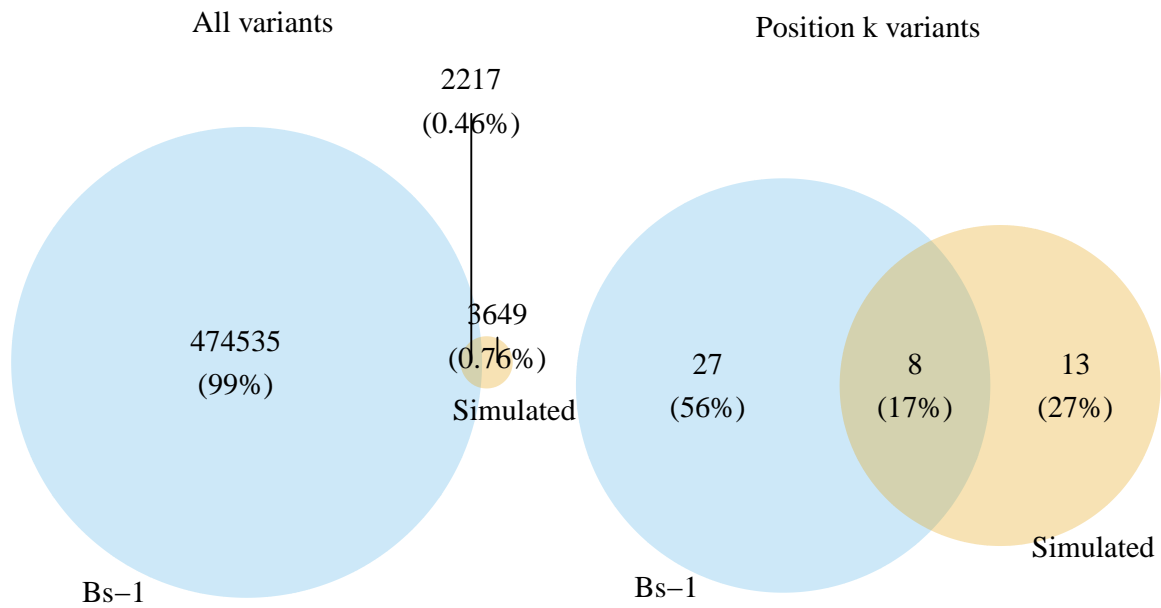 All variants
2217
(0.46%)
474535
(99%)
3649
(0.76%)
Simulated
Bs−1
Position k variants
27
(56%)
8
(17%)
13
(27%)
Simulated
Bs−1